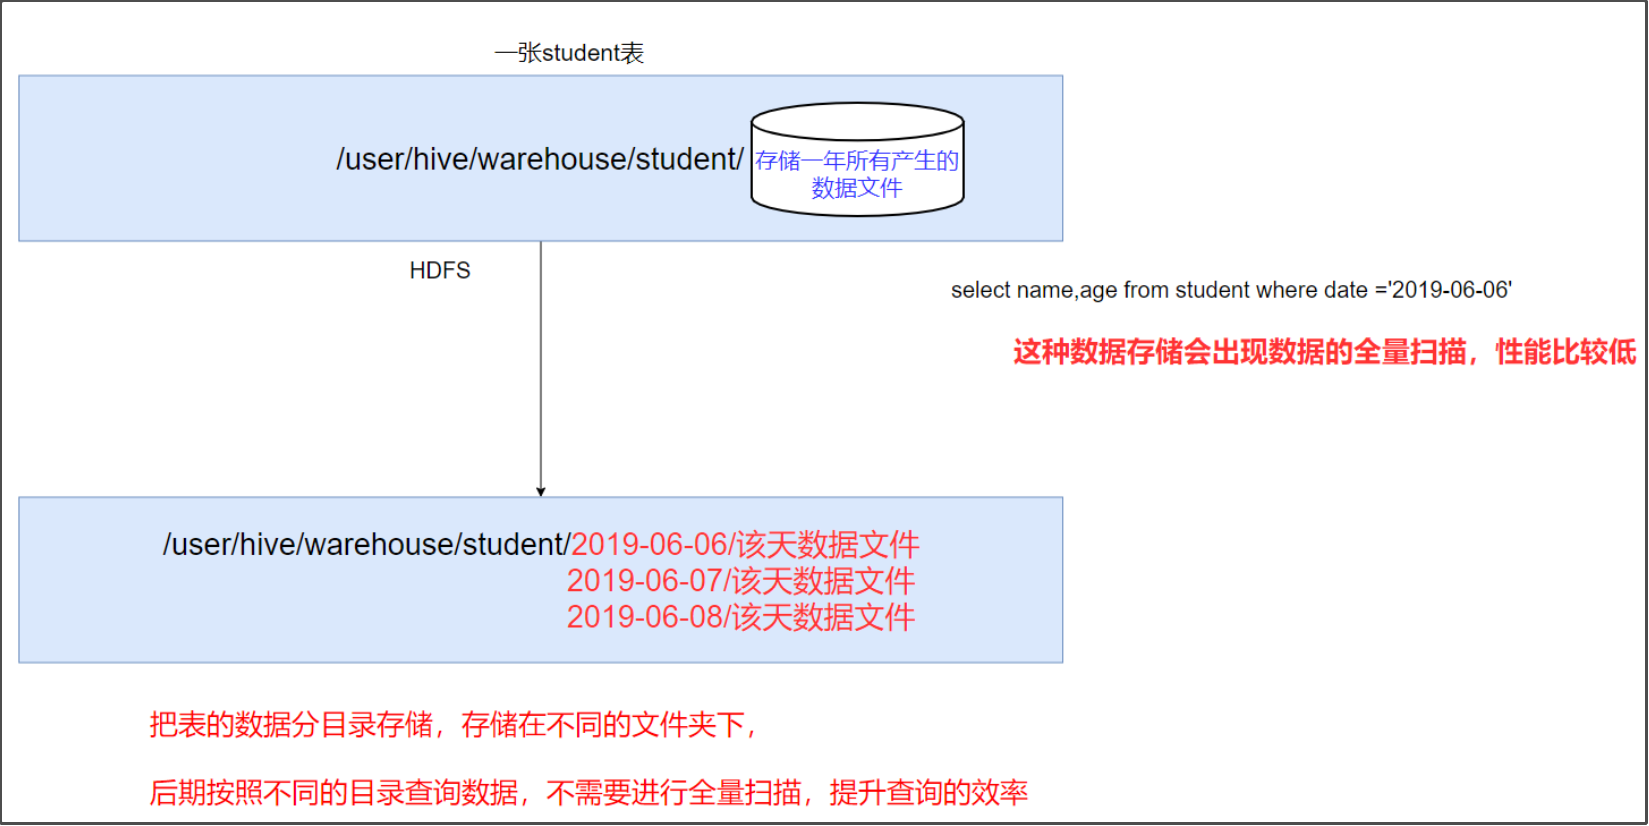 一张student表
/user/hive/warehouse/student/
存储一年所有产生的
数据文件
HDFS
select name,age from student where date ='2019-06-06'
这种数据存储会出现数据的全量扫描，性能比较低
/user/hive/warehouse/student/2019-06-06/该天数据文件
2019-06-07/该天数据文件
2019-06-08/该天数据文件
把表的数据分目录存储，存储在不同的文件夹下，
后期按照不同的目录查询数据，不需要进行全量扫描，提升查询的效率